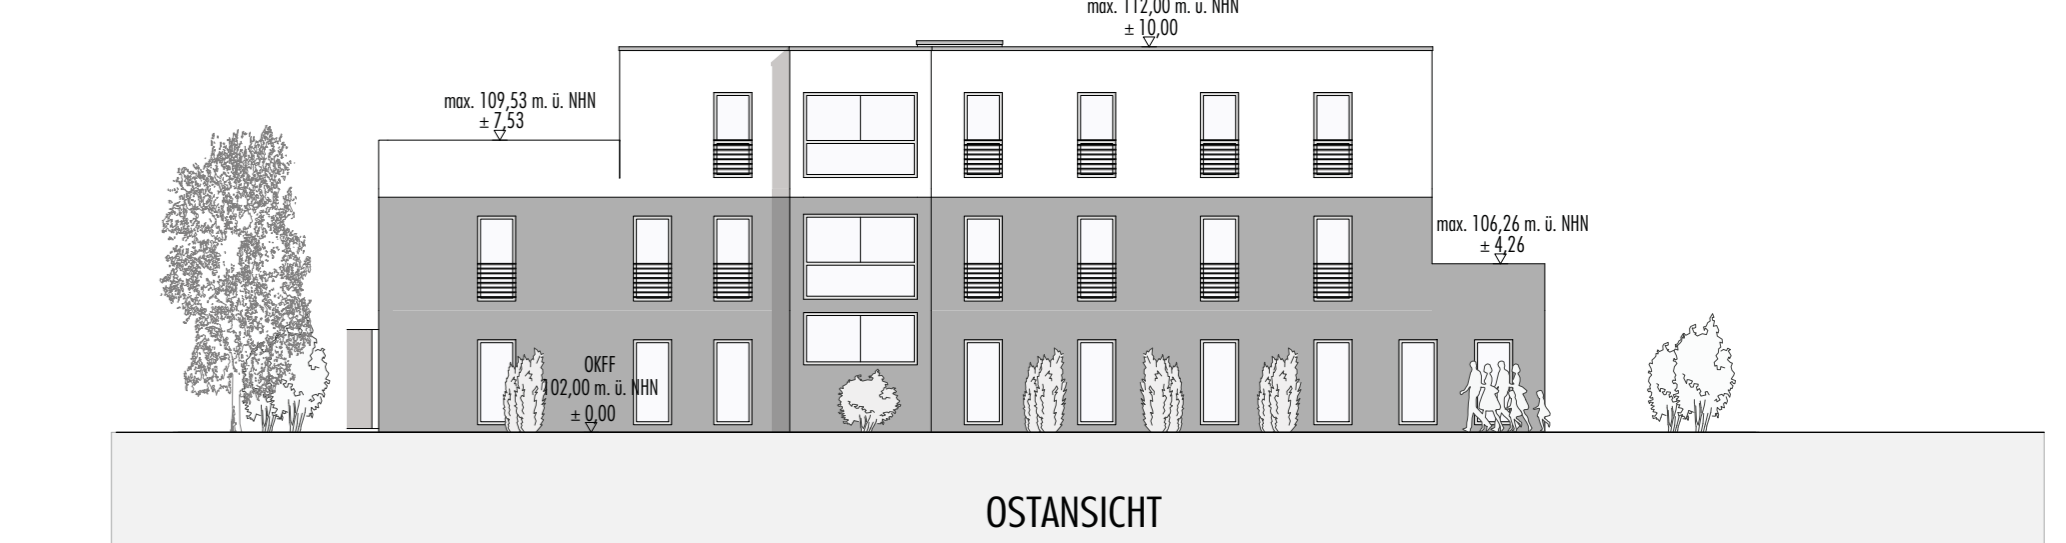 max. 112,00 m. ü. NHN
± 10,00
max. 109,53 m. ü. NHN
± 7,53
max. 106,26 m. ü. NHN
± 4,26
OKFF
102,00 m. ü. NHN
± 0,00
OSTANSICHT